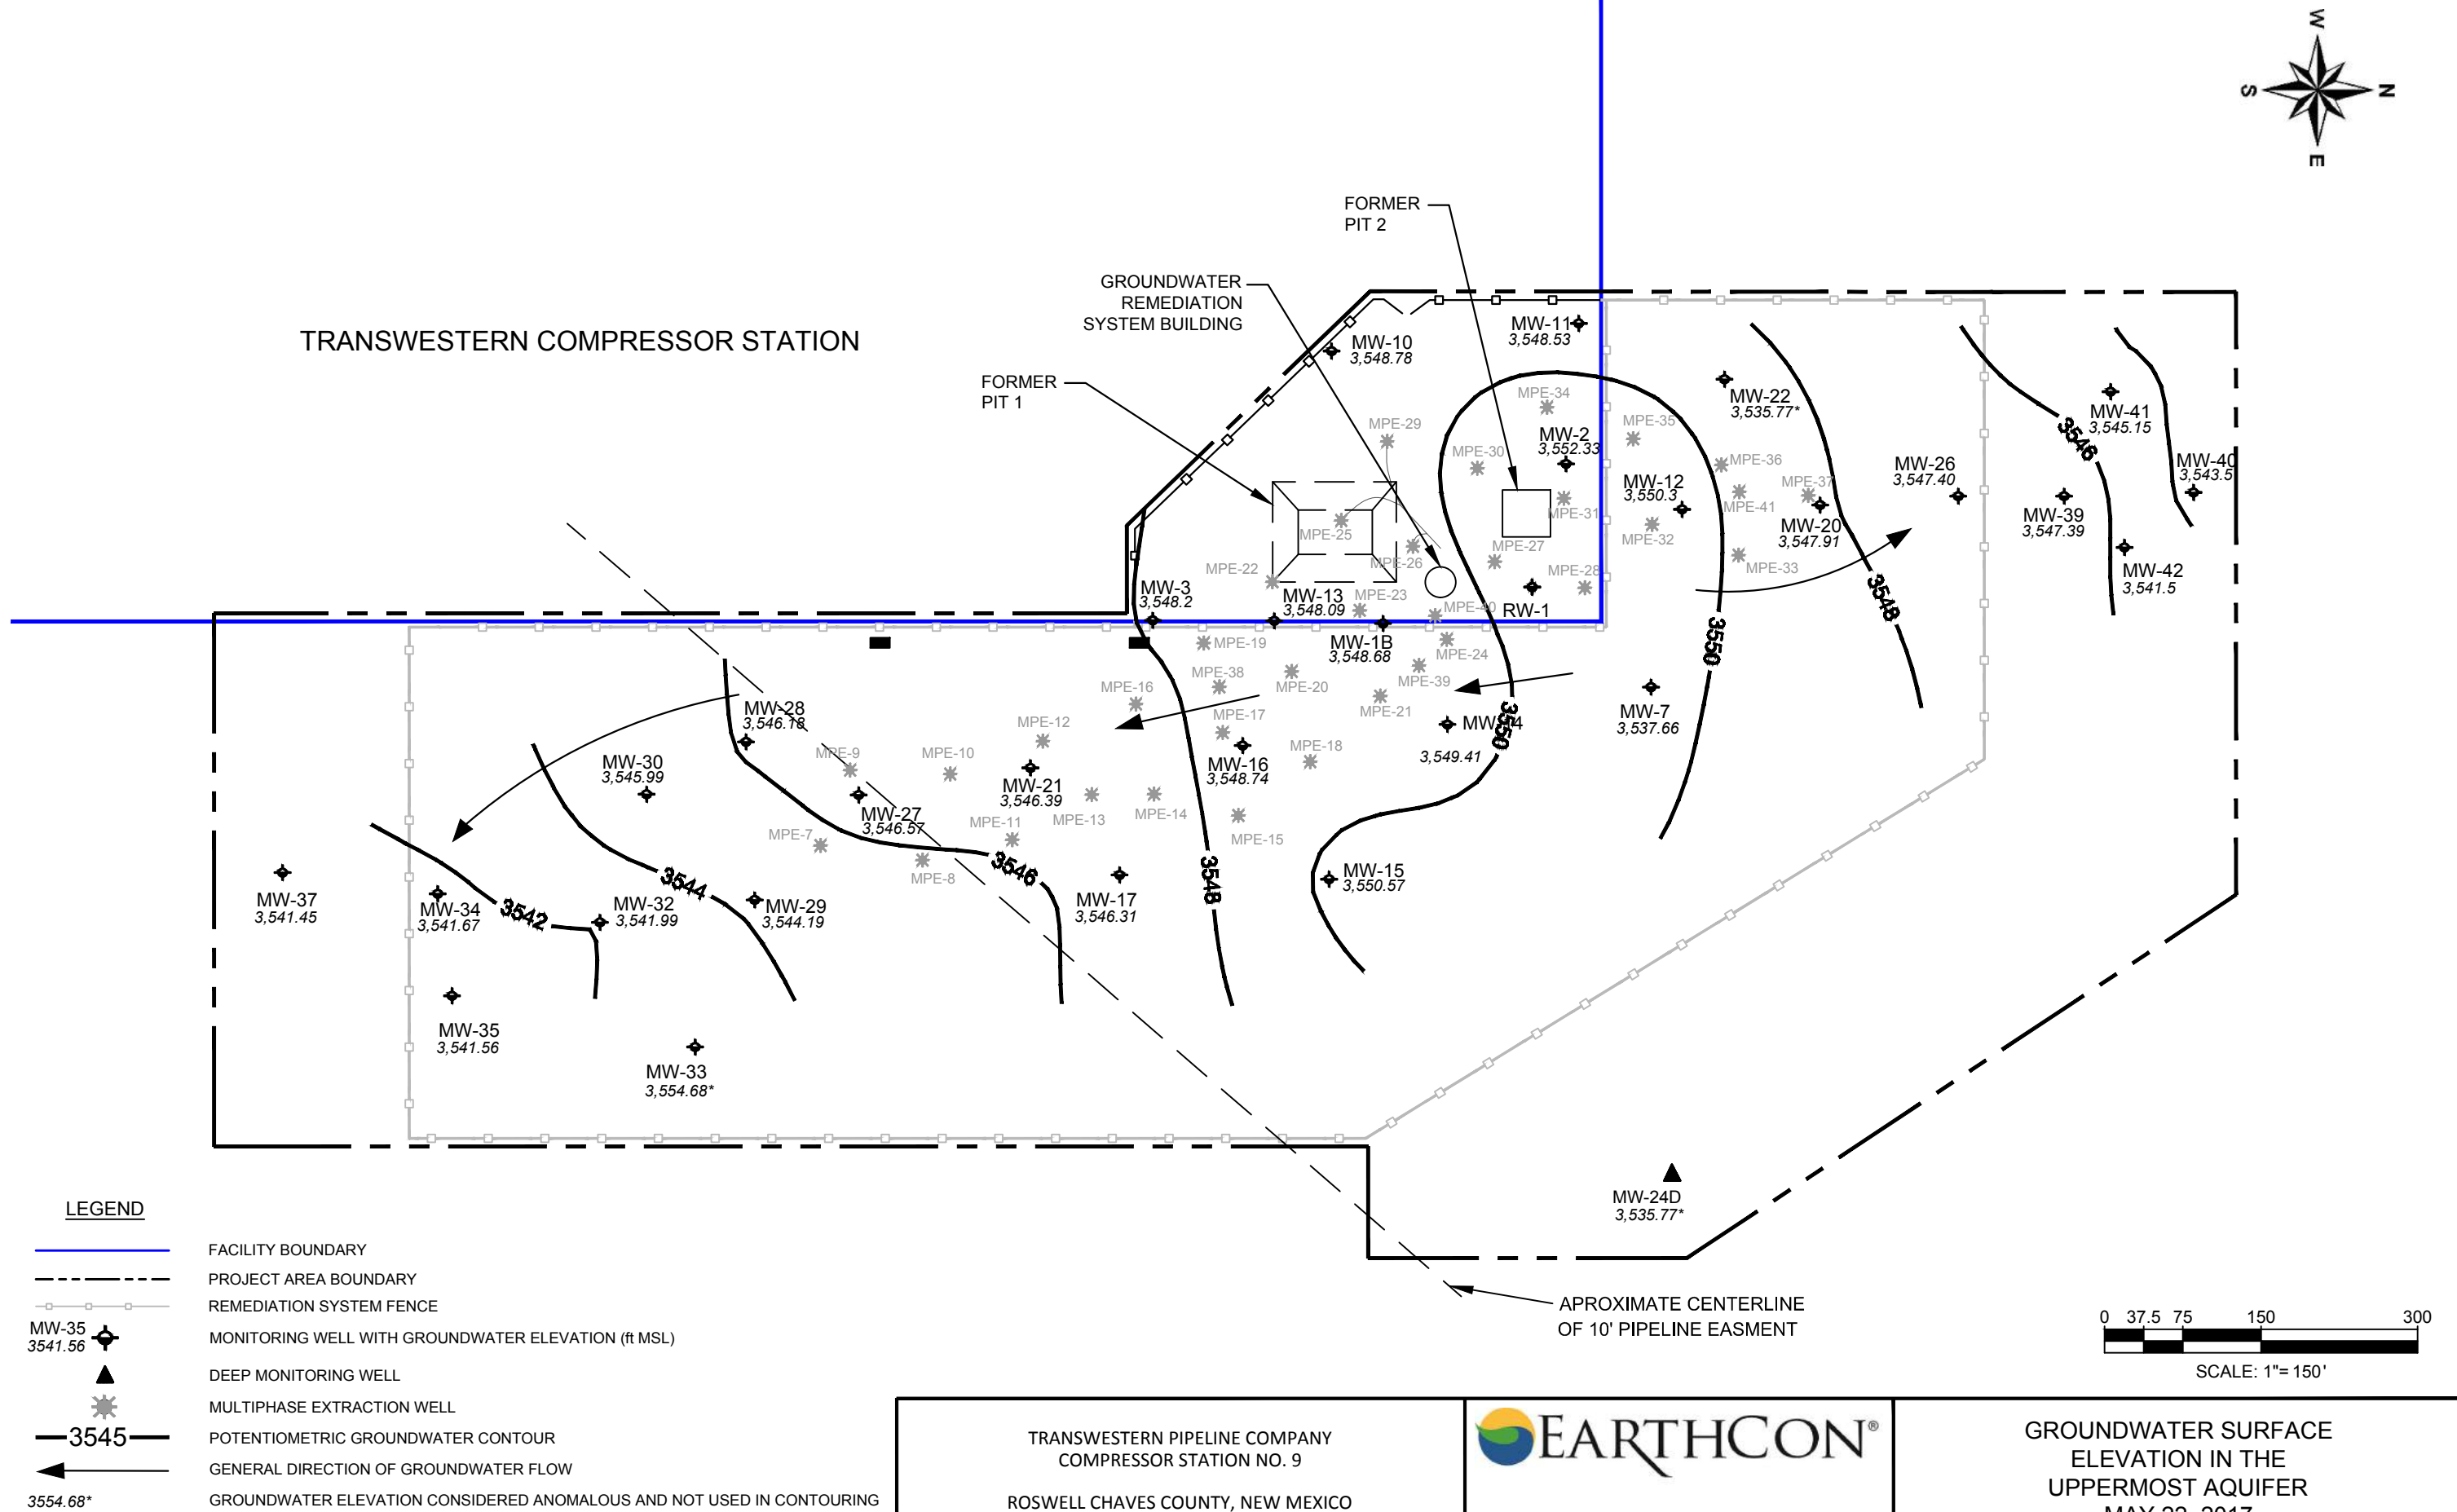 W
S
N
E
FORMER
PIT 2
GROUNDWATER
REMEDIATION
SYSTEM BUILDING
TRANSWESTERN COMPRESSOR STATION
FORMER
PIT 1
MW-10
3,548.78
MW-11
3,548.53
MPE-34
MPE-29
MPE-35
MW-2
3,552.33
MPE-30
MW-22
3,535.77*
MW-41
3,545.15
3546
MPE-36
MW-26
3,547.40
MW-40
3,543.5
MW-12
3,550.3
MPE-37
MPE-41
MPE-31
MW-39
3,547.39
MW-20
3,547.91
MPE-25
MPE-32
MPE-27
MPE-26
MPE-22
MPE-28
MPE-33
MW-42
3,541.5
MW-3
3,548.2
MW-13
3,548.09
MPE-23
MPE-40
RW-1
3548
MPE-19
MW-1B
3,548.68
MPE-24
3550
MPE-38
MPE-20
MPE-39
MPE-16
MPE-21
MW-28
3,546.18
MPE-12
MPE-17
MW-14
3,549.41
3550
MW-7
3,537.66
MPE-9
MPE-10
MPE-18
MW-30
3,545.99
MW-16
3,548.74
MW-21
3,546.39
MW-27
3,546.57
MPE-11
MPE-13
MPE-14
MPE-7
MPE-15
MPE-8
3546
3548
MW-15
3,550.57
3544
MW-37
3,541.45
MW-34
3,541.67
3542
MW-32
3,541.99
MW-29
3,544.19
MW-17
3,546.31
MW-35
3,541.56
MW-33
3,554.68*
MW-24D
3,535.77*
APROXIMATE CENTERLINE
OF 10' PIPELINE EASMENT
0 37.5 75 150 300
SCALE: 1"= 150'
LEGEND
FACILITY BOUNDARY
PROJECT AREA BOUNDARY
REMEDIATION SYSTEM FENCE
MW-35
3541.56
MONITORING WELL WITH GROUNDWATER ELEVATION (ft MSL)
DEEP MONITORING WELL
MULTIPHASE EXTRACTION WELL
3545
POTENTIOMETRIC GROUNDWATER CONTOUR
GENERAL DIRECTION OF GROUNDWATER FLOW
3554.68*
GROUNDWATER ELEVATION CONSIDERED ANOMALOUS AND NOT USED IN CONTOURING
TRANSWESTERN PIPELINE COMPANY
COMPRESSOR STATION NO. 9
ROSWELL CHAVES COUNTY, NEW MEXICO
EARTHCON®
GROUNDWATER SURFACE
ELEVATION IN THE
UPPERMOST AQUIFER
MAY 22, 2017